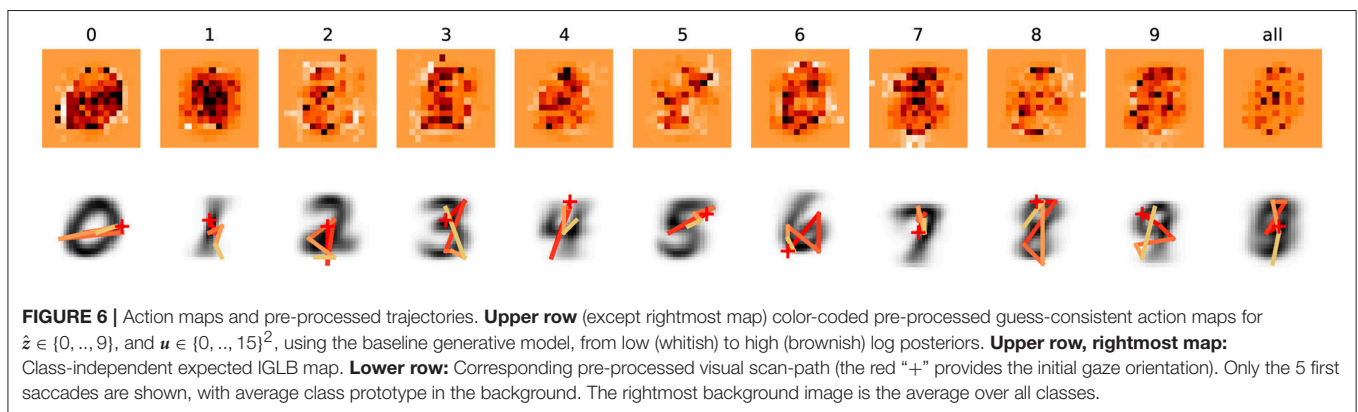 0 1 2 3 4 5 6 7 8 9 all
FIGURE 6 | Action maps and pre-processed trajectories. Upper row (except rightmost map) color-coded pre-processed guess-consistent action maps for
ẑ ∈ {0, .., 9}, and u ∈ {0, .., 15}², using the baseline generative model, from low (whitish) to high (brownish) log posteriors. Upper row, rightmost map:
Class-independent expected IGLB map. Lower row: Corresponding pre-processed visual scan-path (the red “+” provides the initial gaze orientation). Only the 5 first
saccades are shown, with average class prototype in the background. The rightmost background image is the average over all classes.